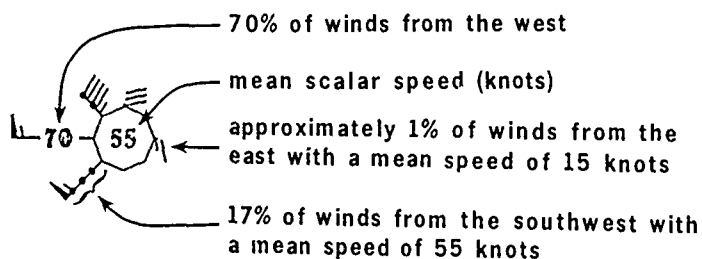 70% of winds from the west
mean scalar speed (knots)
70 55
approximately 1% of winds from the
east with a mean speed of 15 knots
17% of winds from the southwest with
a mean speed of 55 knots